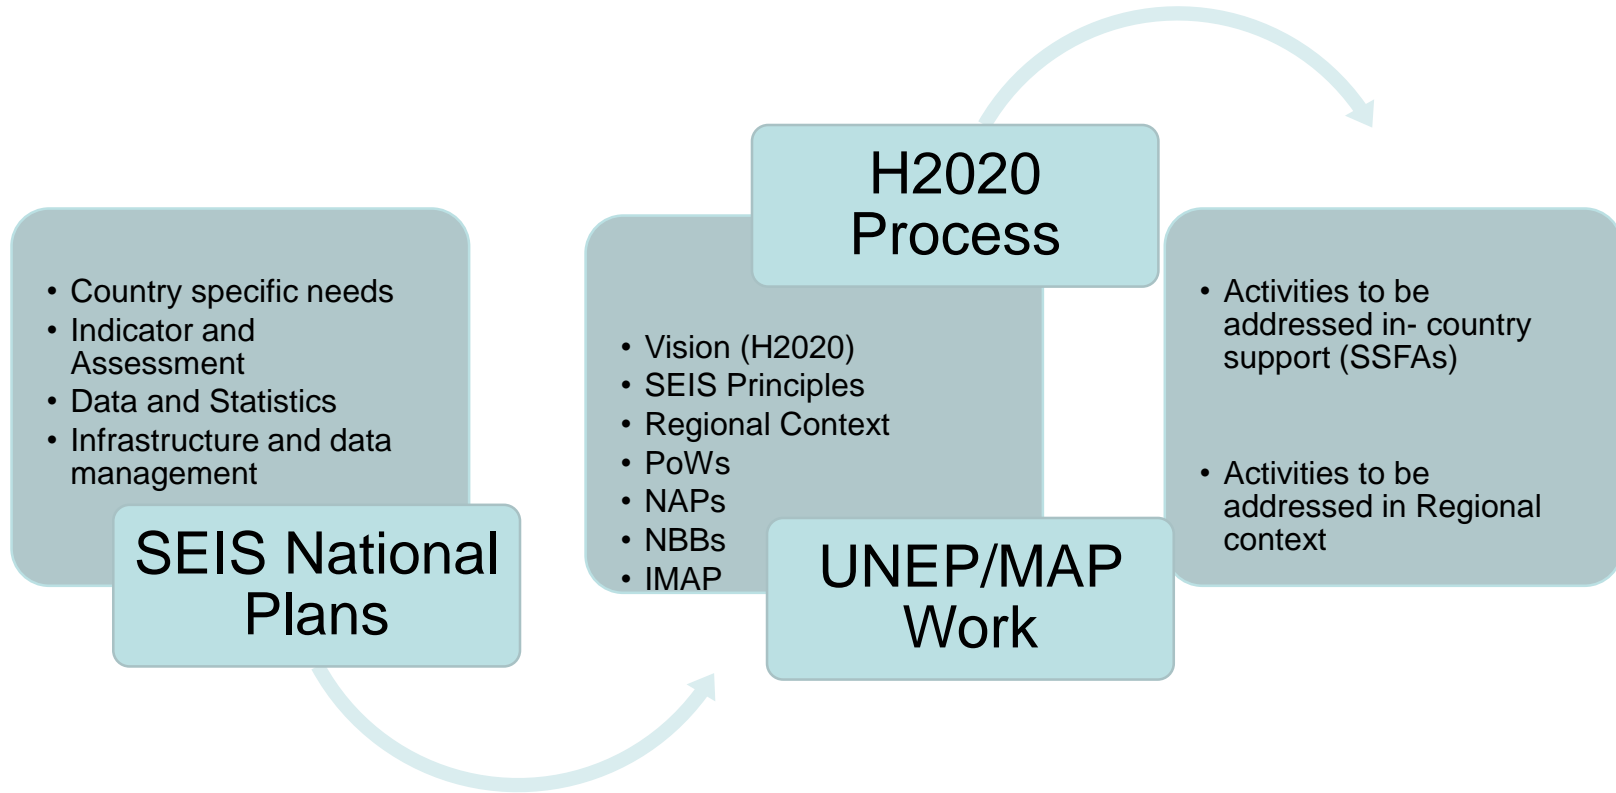 • Country specific needs
• Indicator and
Assessment
• Data and Statistics
• Infrastructure and data
management
SEIS National
Plans
H2020
Process
• Vision (H2020)
• SEIS Principles
• Regional Context
• PoWs
• NAPs
• NBBs
• IMAP
UNEP/MAP
Work
• Activities to be
addressed in- country
support (SSFAs)
• Activities to be
addressed in Regional
context